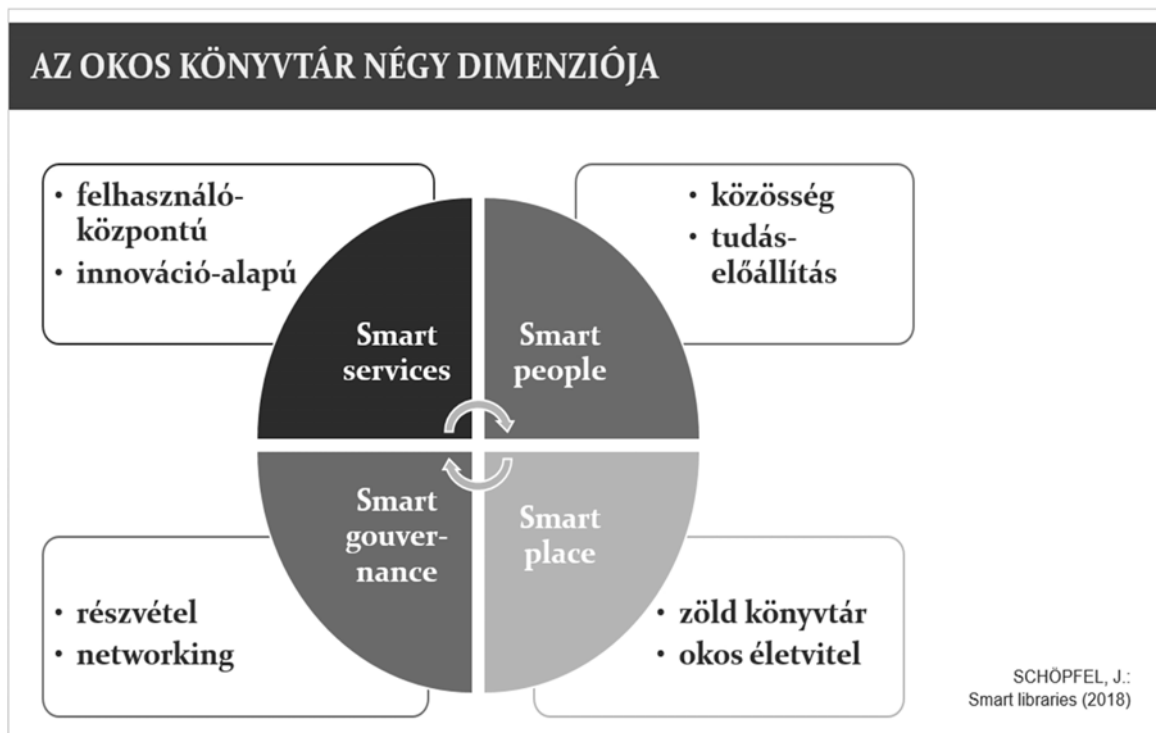 AZ OKOS KÖNYVTÁR NÉGY DIMENZIÓJA
• felhasználó-
központú
• innováció-alapú
• közösség
• tudás-
előállítás
Smart
services
Smart
people
Smart
gouver-
nance
Smart
place
• részvétel
• networking
• zöld könyvtár
• okos életvitel
SCHÖPFEL, J.:
Smart libraries (2018)